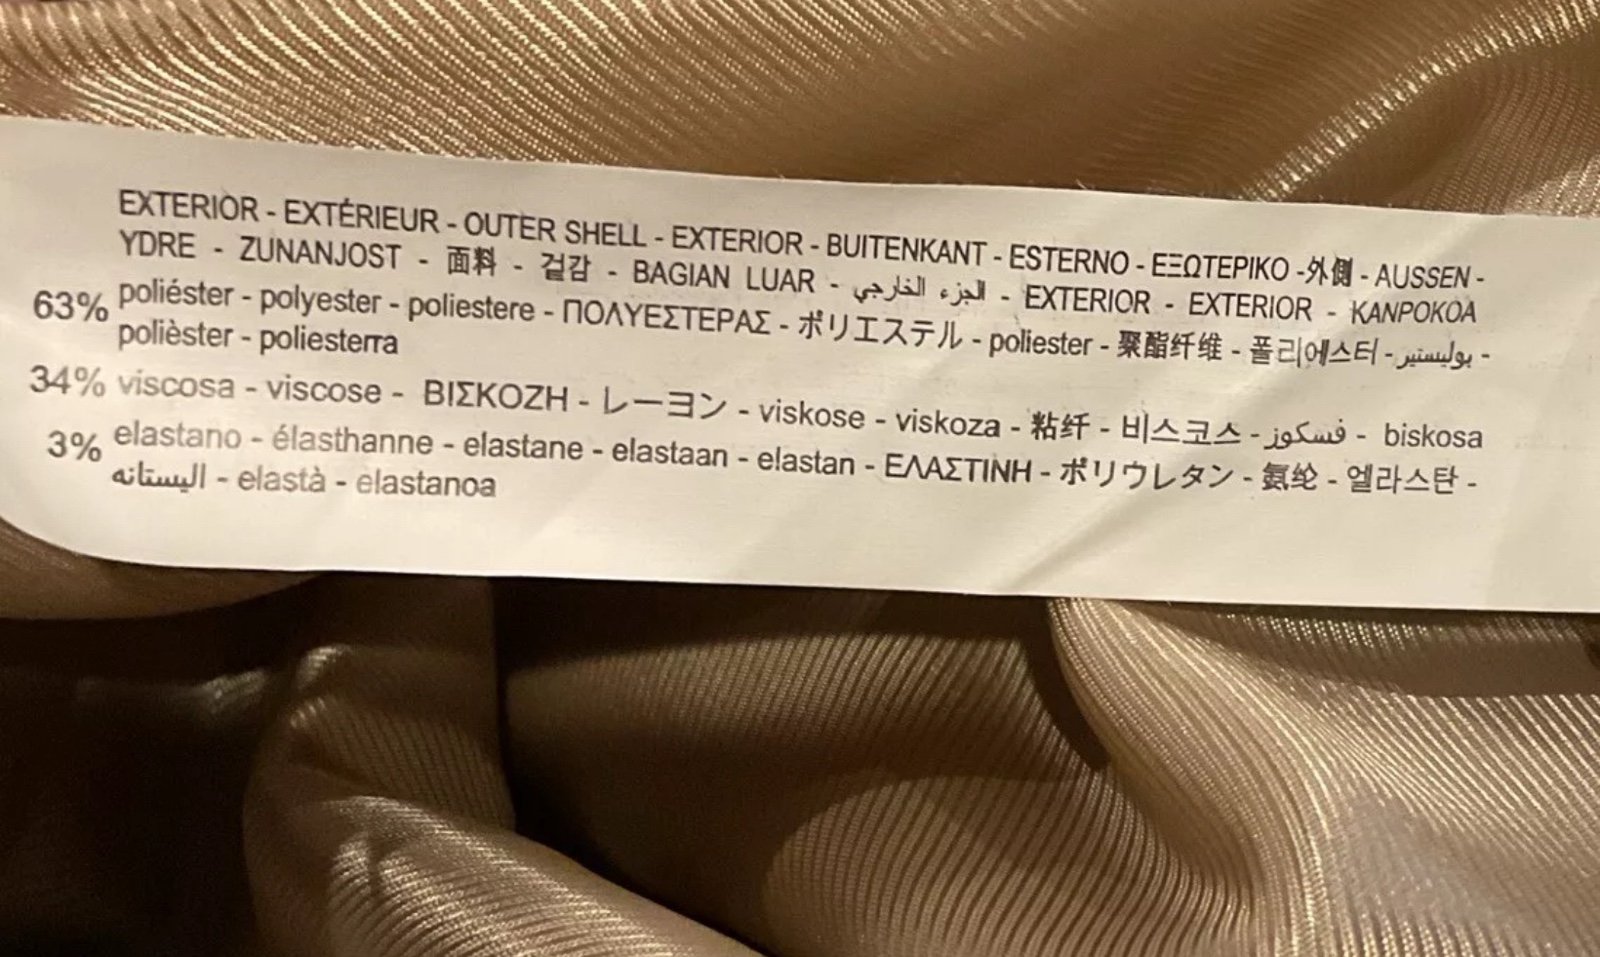 EXTERIOR - EXTÉRIEUR - OUTER SHELL - EXTERIOR - BUITENKANT - ESTERNO - ΕΞΩΤΕΡΙΚΟ -外側 - AUSSEN -
YDRE - ZUNANJOST - 面料 - 겉감 - BAGIAN LUAR - الجزء الخارجي - EXTERIOR - EXTERIOR - KANPOKOA
63% poliéster - polyester - poliestere - ΠΟΛΥΕΣΤΕΡΑΣ - ポリエステル - poliester - 聚酯纤维 - 폴리에스터 - بوليستير -
polièster - poliesterra
34% viscosa - viscose - ΒΙΣΚΟΖΗ - レーヨン - viskose - viskoza - 粘纤 - 비스코스 - فسكوز - biskosa
3% elastano - élasthanne - elastane - elastaan - elastan - ΕΛΑΣΤΙΝΗ - ポリウレタン - 氨纶 - 엘라스탄 -
اليستانه - elastà - elastanoa